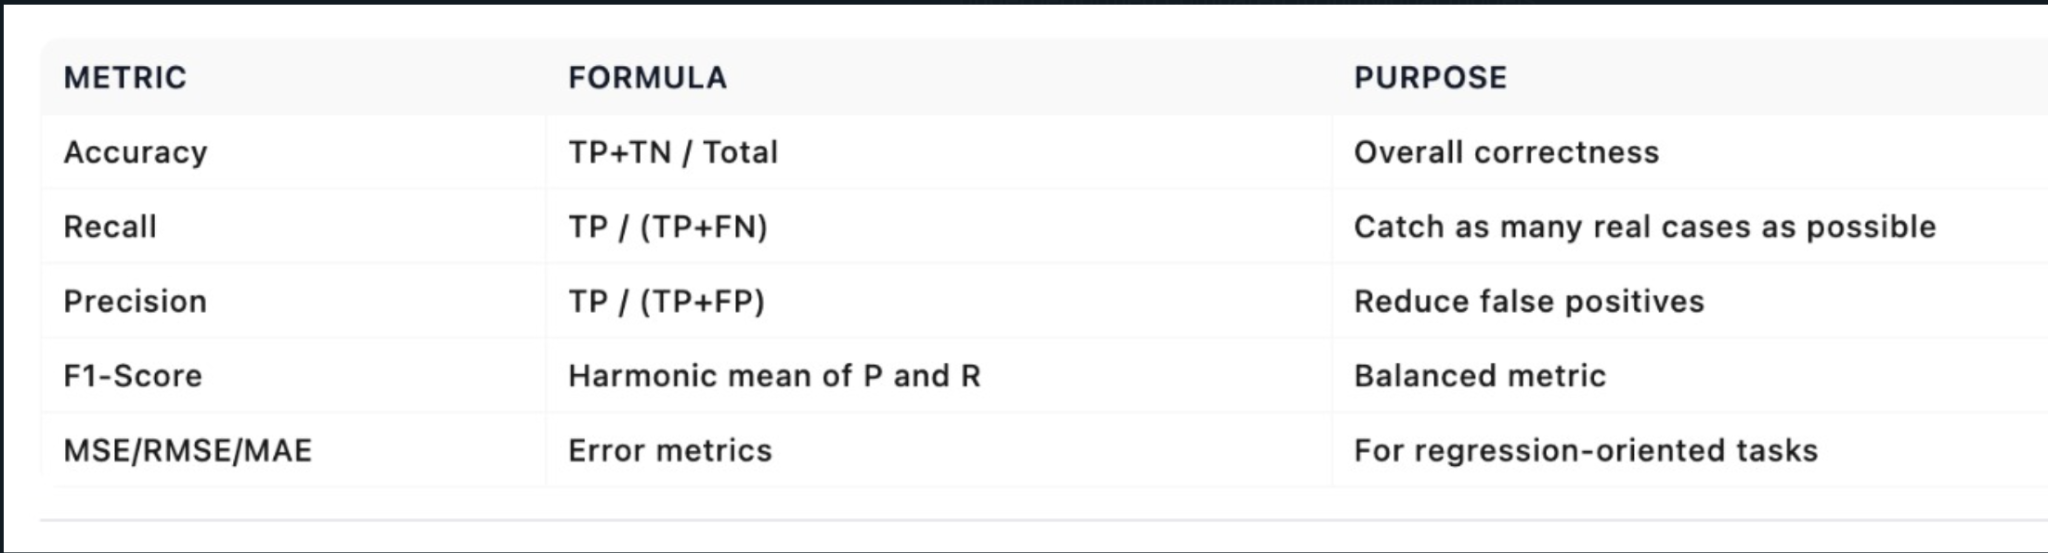 METRIC FORMULA PURPOSE
Accuracy TP+TN / Total Overall correctness
Recall TP / (TP+FN) Catch as many real cases as possible
Precision TP / (TP+FP) Reduce false positives
F1-Score Harmonic mean of P and R Balanced metric
MSE/RMSE/MAE Error metrics For regression-oriented tasks